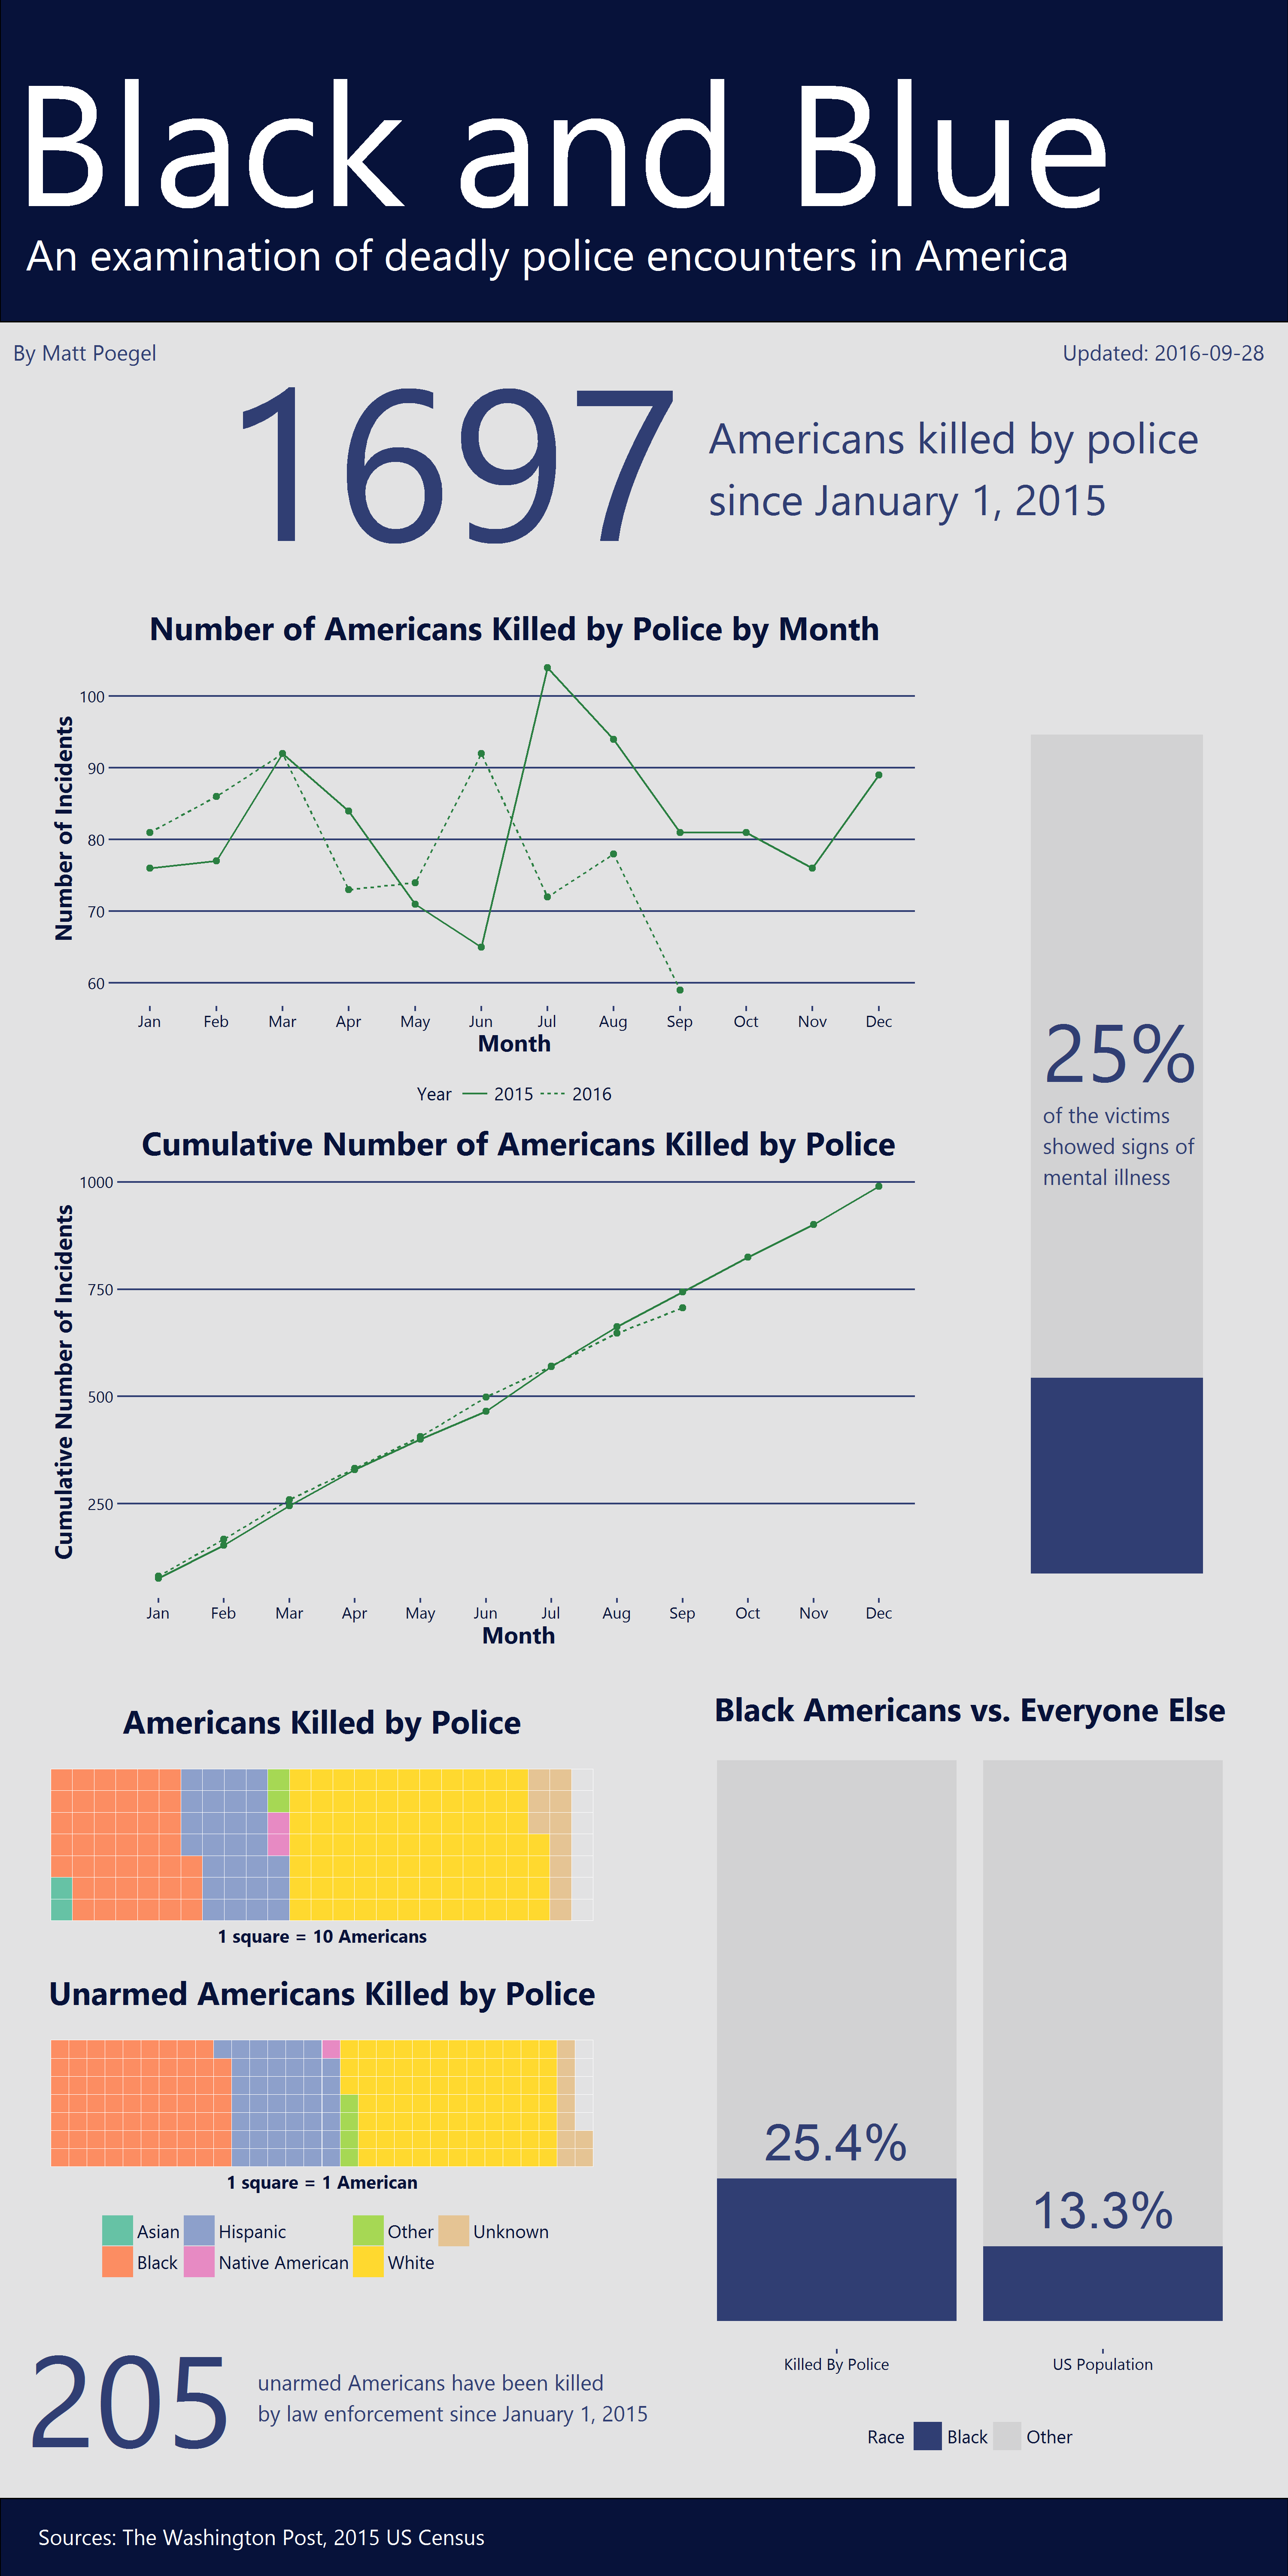 Black and Blue
An examination of deadly police encounters in America
By Matt Poegel
Updated: 2016-09-28
1697
Americans killed by police
since January 1, 2015
Number of Americans Killed by Police by Month
Number of Incidents
100
90
80
70
60
Jan Feb Mar Apr May Jun Jul Aug Sep Oct Nov Dec
Month
Year 2015 2016
Cumulative Number of Americans Killed by Police
Cumulative Number of Incidents
1000
750
500
250
Jan Feb Mar Apr May Jun Jul Aug Sep Oct Nov Dec
Month
25%
of the victims
showed signs of
mental illness
Americans Killed by Police
1 square = 10 Americans
Unarmed Americans Killed by Police
1 square = 1 American
Asian Hispanic Other Unknown
Black Native American White
Black Americans vs. Everyone Else
25.4%
13.3%
Killed By Police US Population
Race Black Other
205
unarmed Americans have been killed
by law enforcement since January 1, 2015
Sources: The Washington Post, 2015 US Census